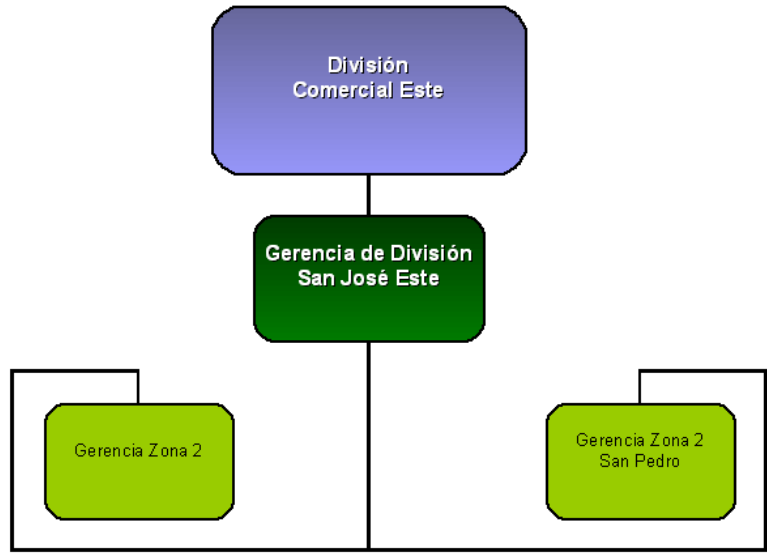 División
Comercial Este
Gerencia de División
San José Este
Gerencia Zona 2
Gerencia Zona 2
San Pedro